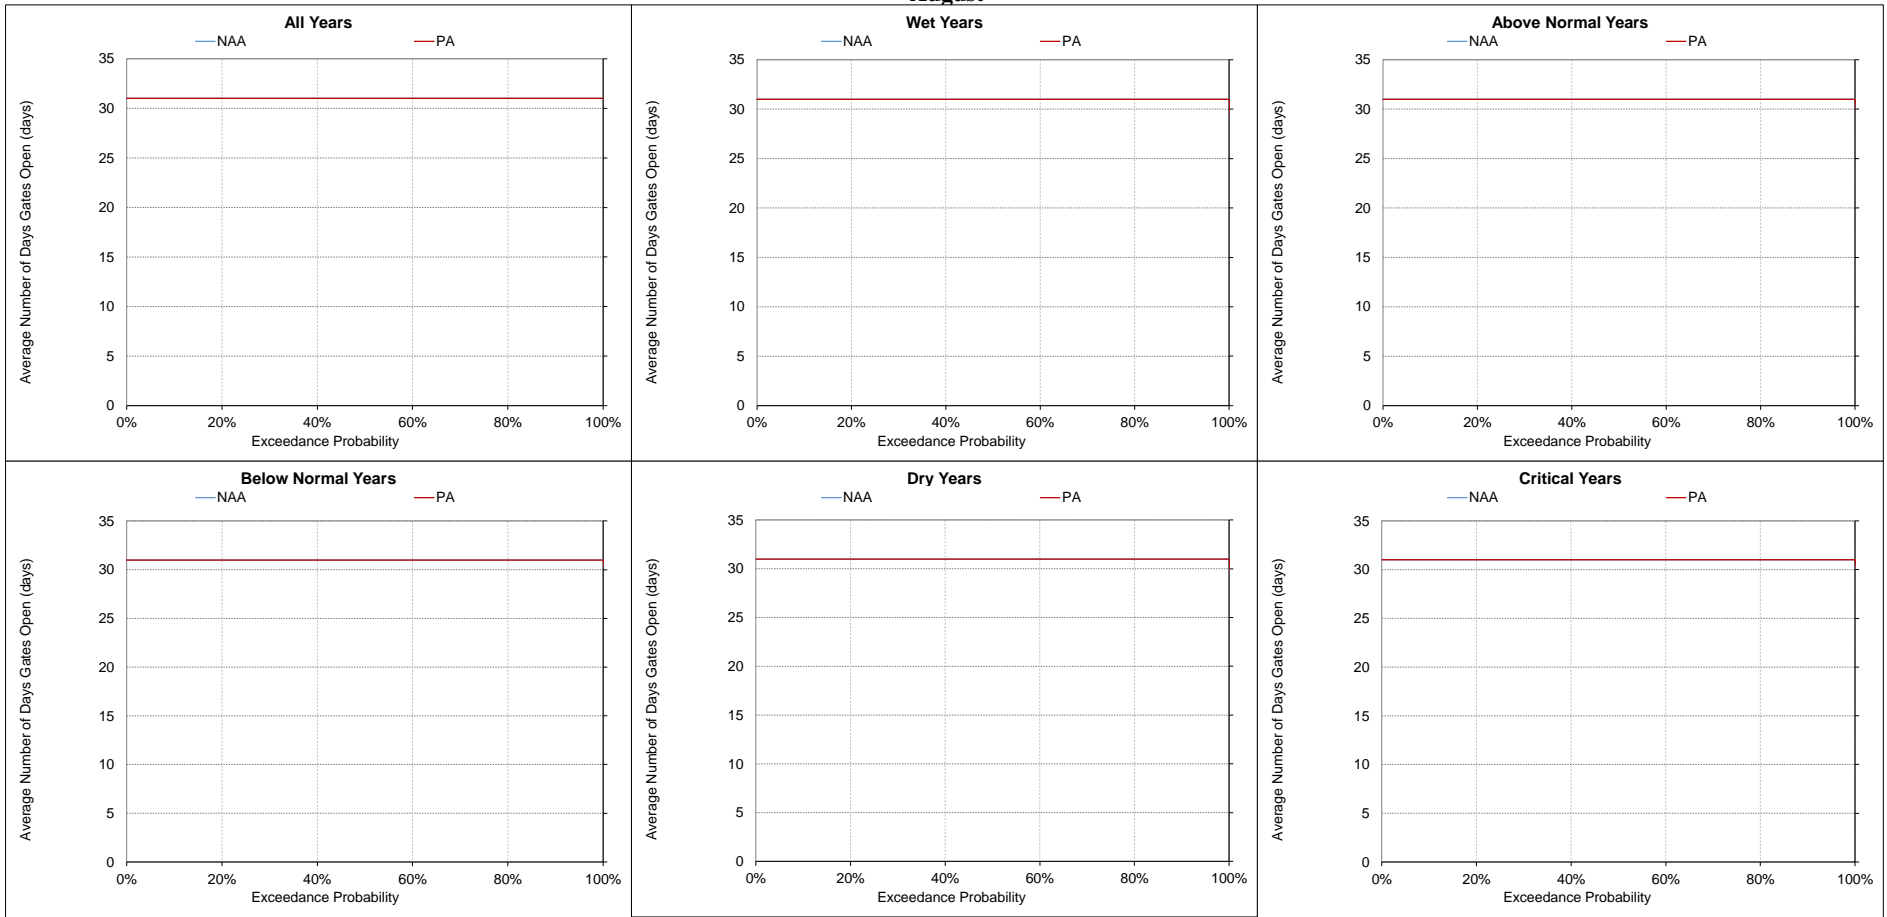 August
All Years
NAA PA
35
30
25
20
15
10
5
0
0% 20% 40% 60% 80% 100%
Exceedance Probability
Average Number of Days Gates Open (days)
Wet Years
NAA PA
35
30
25
20
15
10
5
0
0% 20% 40% 60% 80% 100%
Exceedance Probability
Average Number of Days Gates Open (days)
Above Normal Years
NAA PA
35
30
25
20
15
10
5
0
0% 20% 40% 60% 80% 100%
Exceedance Probability
Average Number of Days Gates Open (days)
Below Normal Years
NAA PA
35
30
25
20
15
10
5
0
0% 20% 40% 60% 80% 100%
Exceedance Probability
Average Number of Days Gates Open (days)
Dry Years
NAA PA
35
30
25
20
15
10
5
0
0% 20% 40% 60% 80% 100%
Exceedance Probability
Average Number of Days Gates Open (days)
Critical Years
NAA PA
35
30
25
20
15
10
5
0
0% 20% 40% 60% 80% 100%
Exceedance Probability
Average Number of Days Gates Open (days)